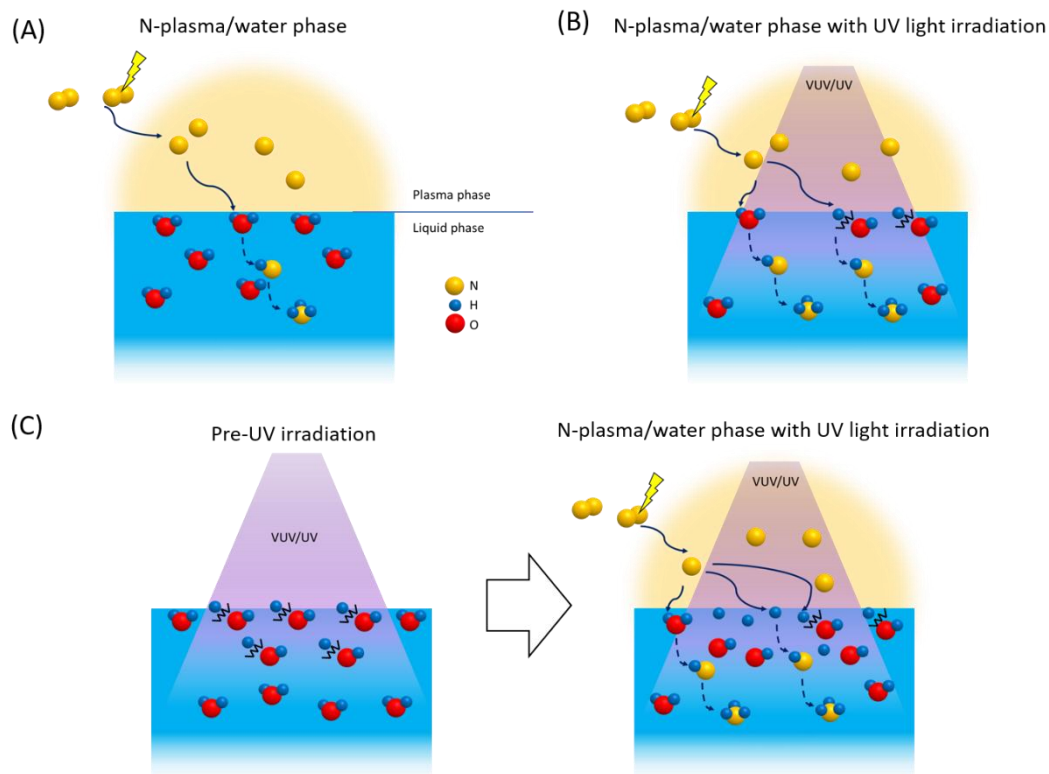 (A)
N-plasma/water phase
Plasma phase
Liquid phase
N
H
O
(B)
N-plasma/water phase with UV light irradiation
VUV/UV
(C)
Pre-UV irradiation
VUV/UV
N-plasma/water phase with UV light irradiation
VUV/UV